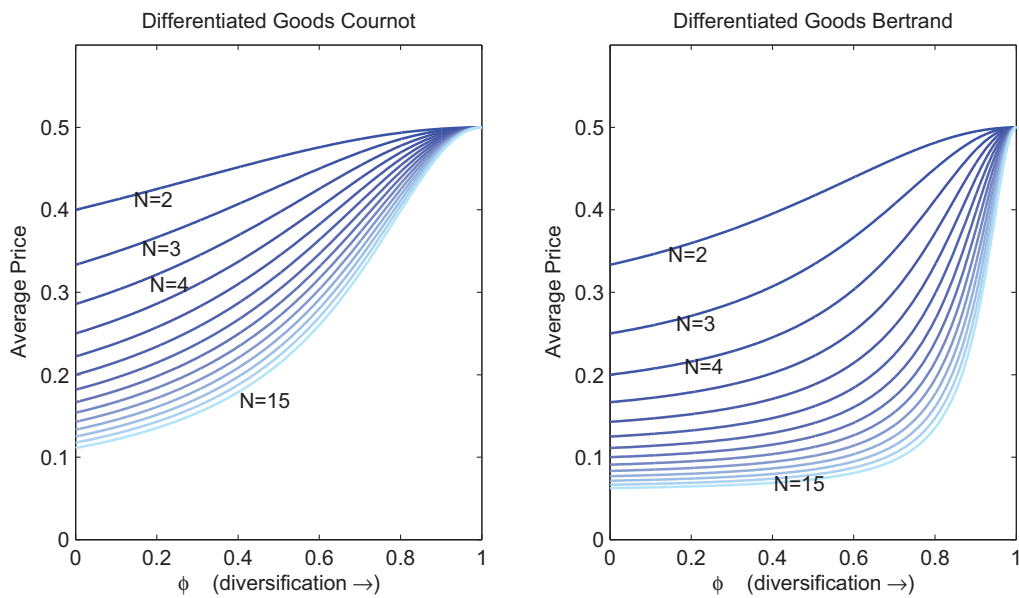 Differentiated Goods Cournot
Average Price
0.5
0.4
0.3
0.2
0.1
0
N=2
N=3
N=4
N=15
0
0.2
0.4
0.6
0.8
1
ϕ (diversification →)
Differentiated Goods Bertrand
Average Price
0.5
0.4
0.3
0.2
0.1
0
N=2
N=3
N=4
N=15
0
0.2
0.4
0.6
0.8
1
ϕ (diversification →)